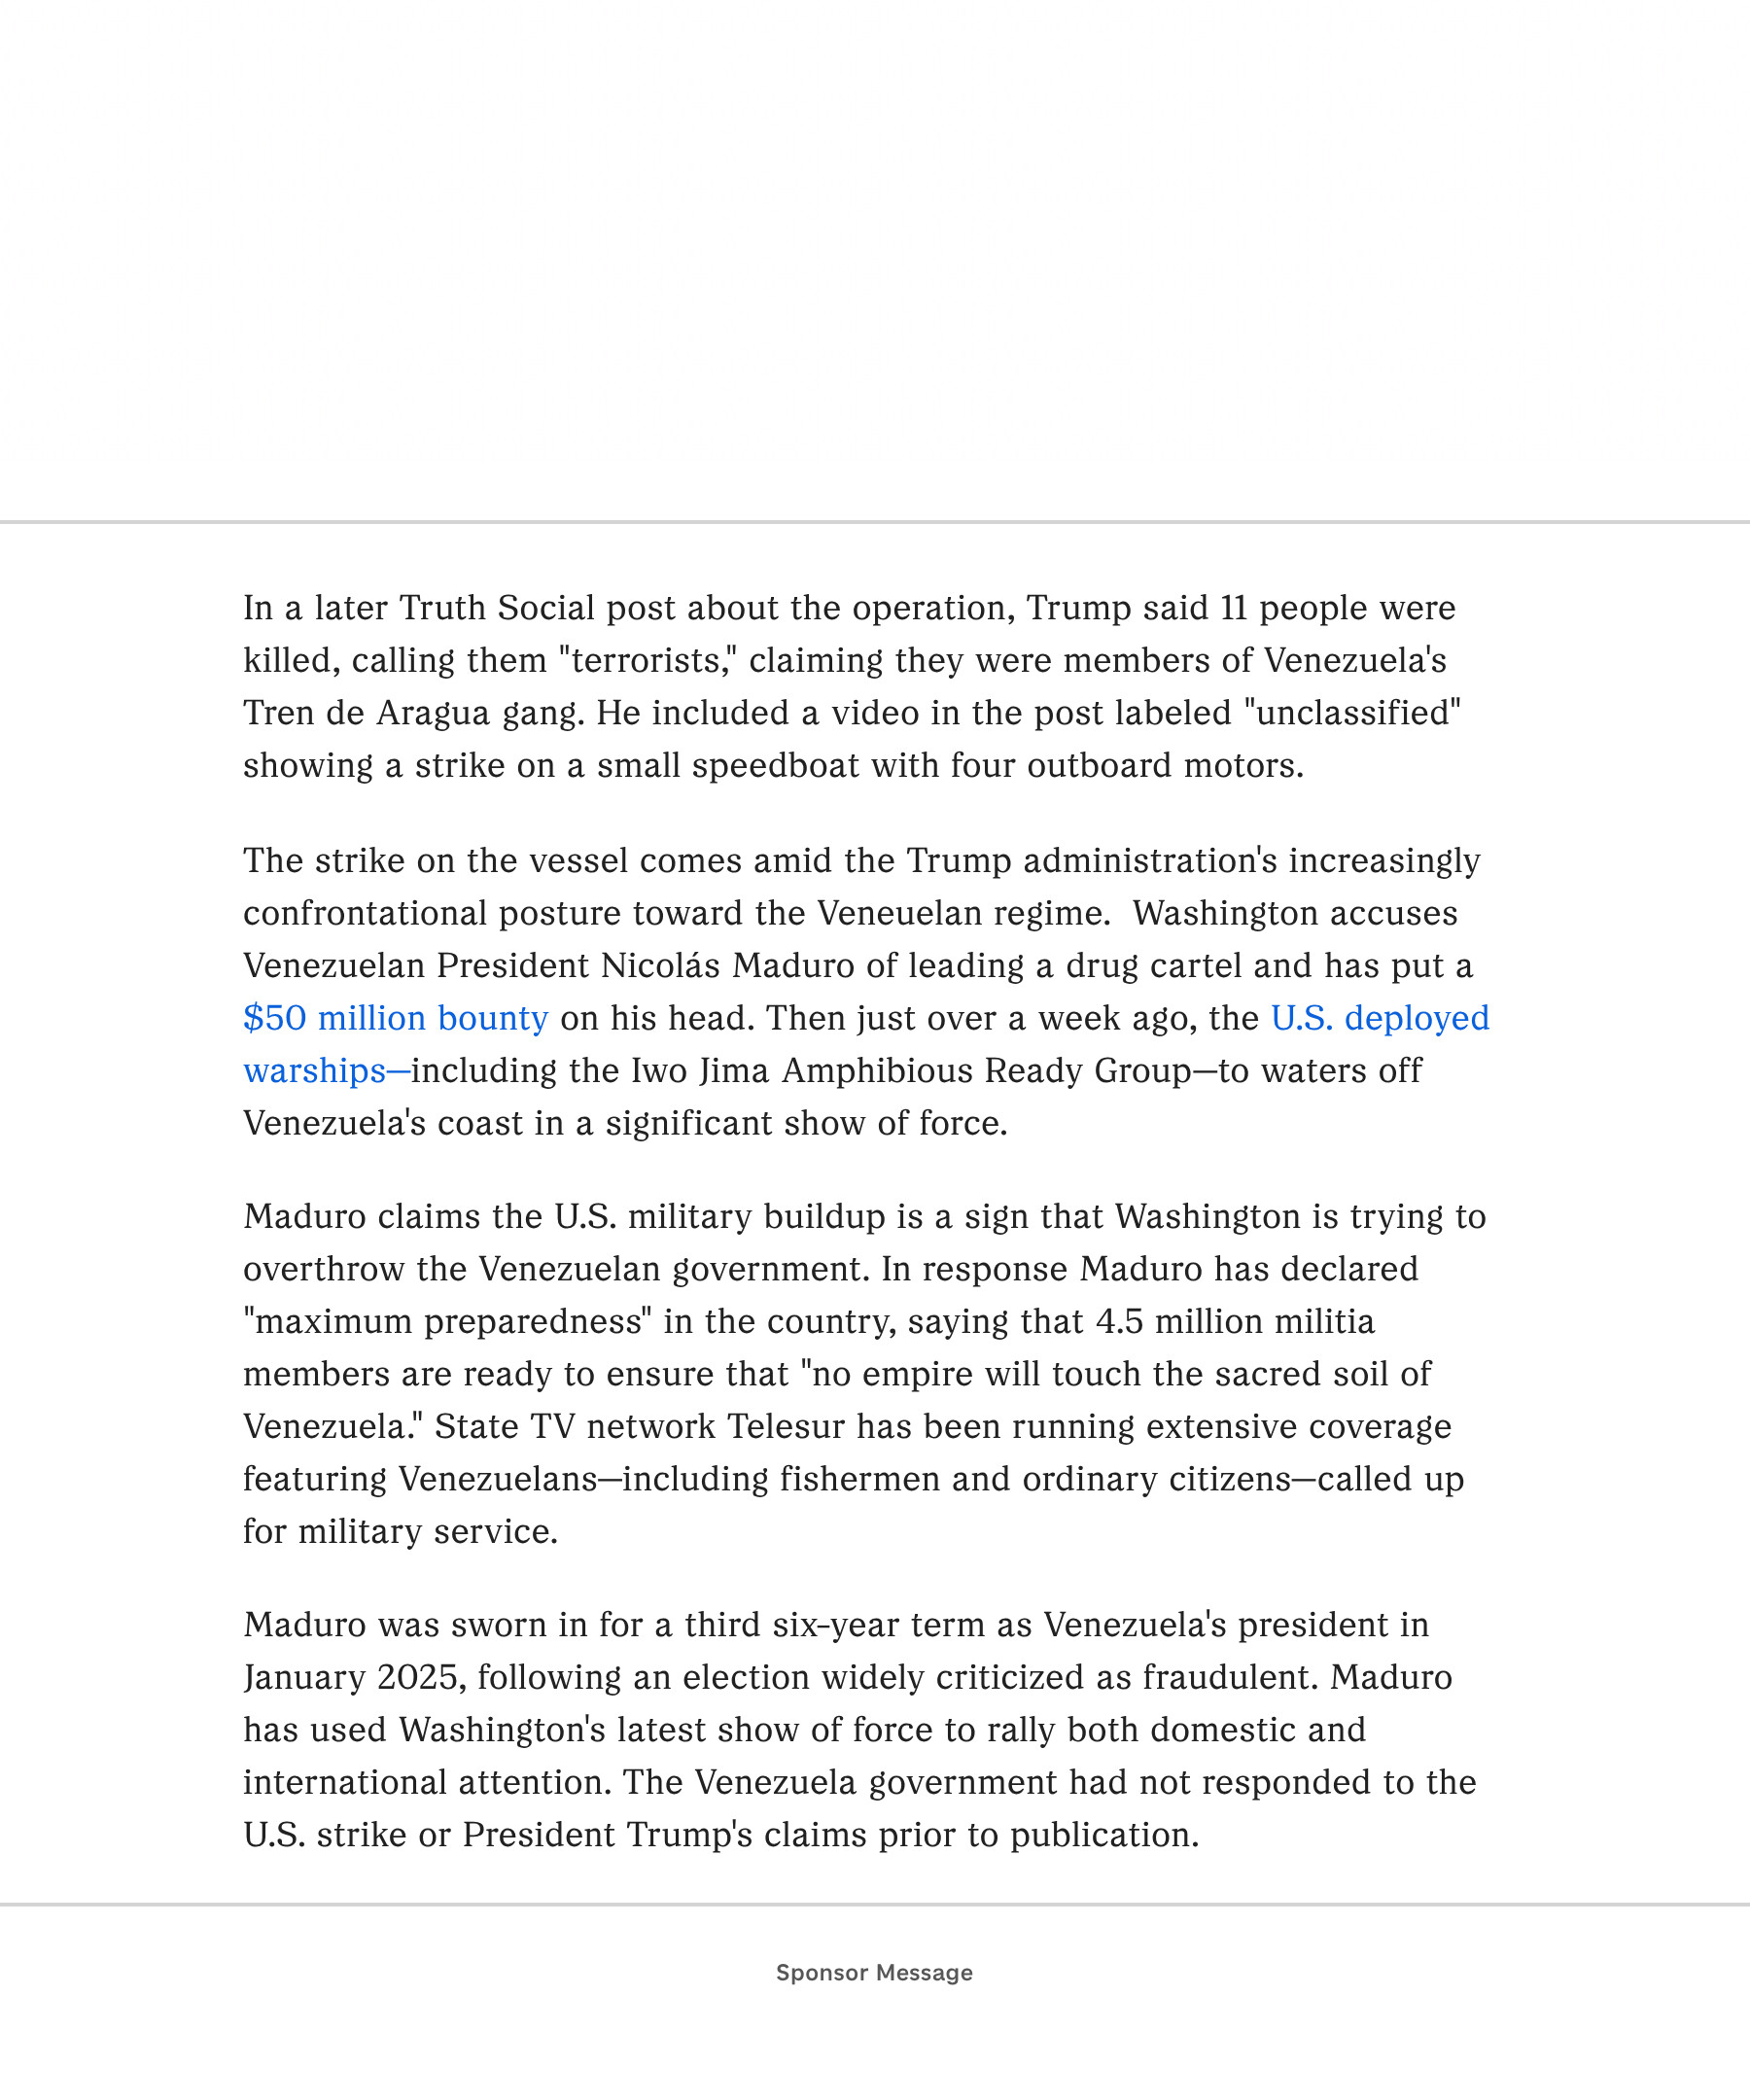 In a later Truth Social post about the operation, Trump said 11 people were
killed, calling them "terrorists," claiming they were members of Venezuela's
Tren de Aragua gang. He included a video in the post labeled "unclassified"
showing a strike on a small speedboat with four outboard motors.
The strike on the vessel comes amid the Trump administration's increasingly
confrontational posture toward the Veneuelan regime.  Washington accuses
Venezuelan President Nicolás Maduro of leading a drug cartel and has put a
$50 million bounty on his head. Then just over a week ago, the U.S. deployed
warships—including the Iwo Jima Amphibious Ready Group—to waters off
Venezuela's coast in a significant show of force.
Maduro claims the U.S. military buildup is a sign that Washington is trying to
overthrow the Venezuelan government. In response Maduro has declared
"maximum preparedness" in the country, saying that 4.5 million militia
members are ready to ensure that "no empire will touch the sacred soil of
Venezuela." State TV network Telesur has been running extensive coverage
featuring Venezuelans—including fishermen and ordinary citizens—called up
for military service.
Maduro was sworn in for a third six-year term as Venezuela's president in
January 2025, following an election widely criticized as fraudulent. Maduro
has used Washington's latest show of force to rally both domestic and
international attention. The Venezuela government had not responded to the
U.S. strike or President Trump's claims prior to publication.
Sponsor Message